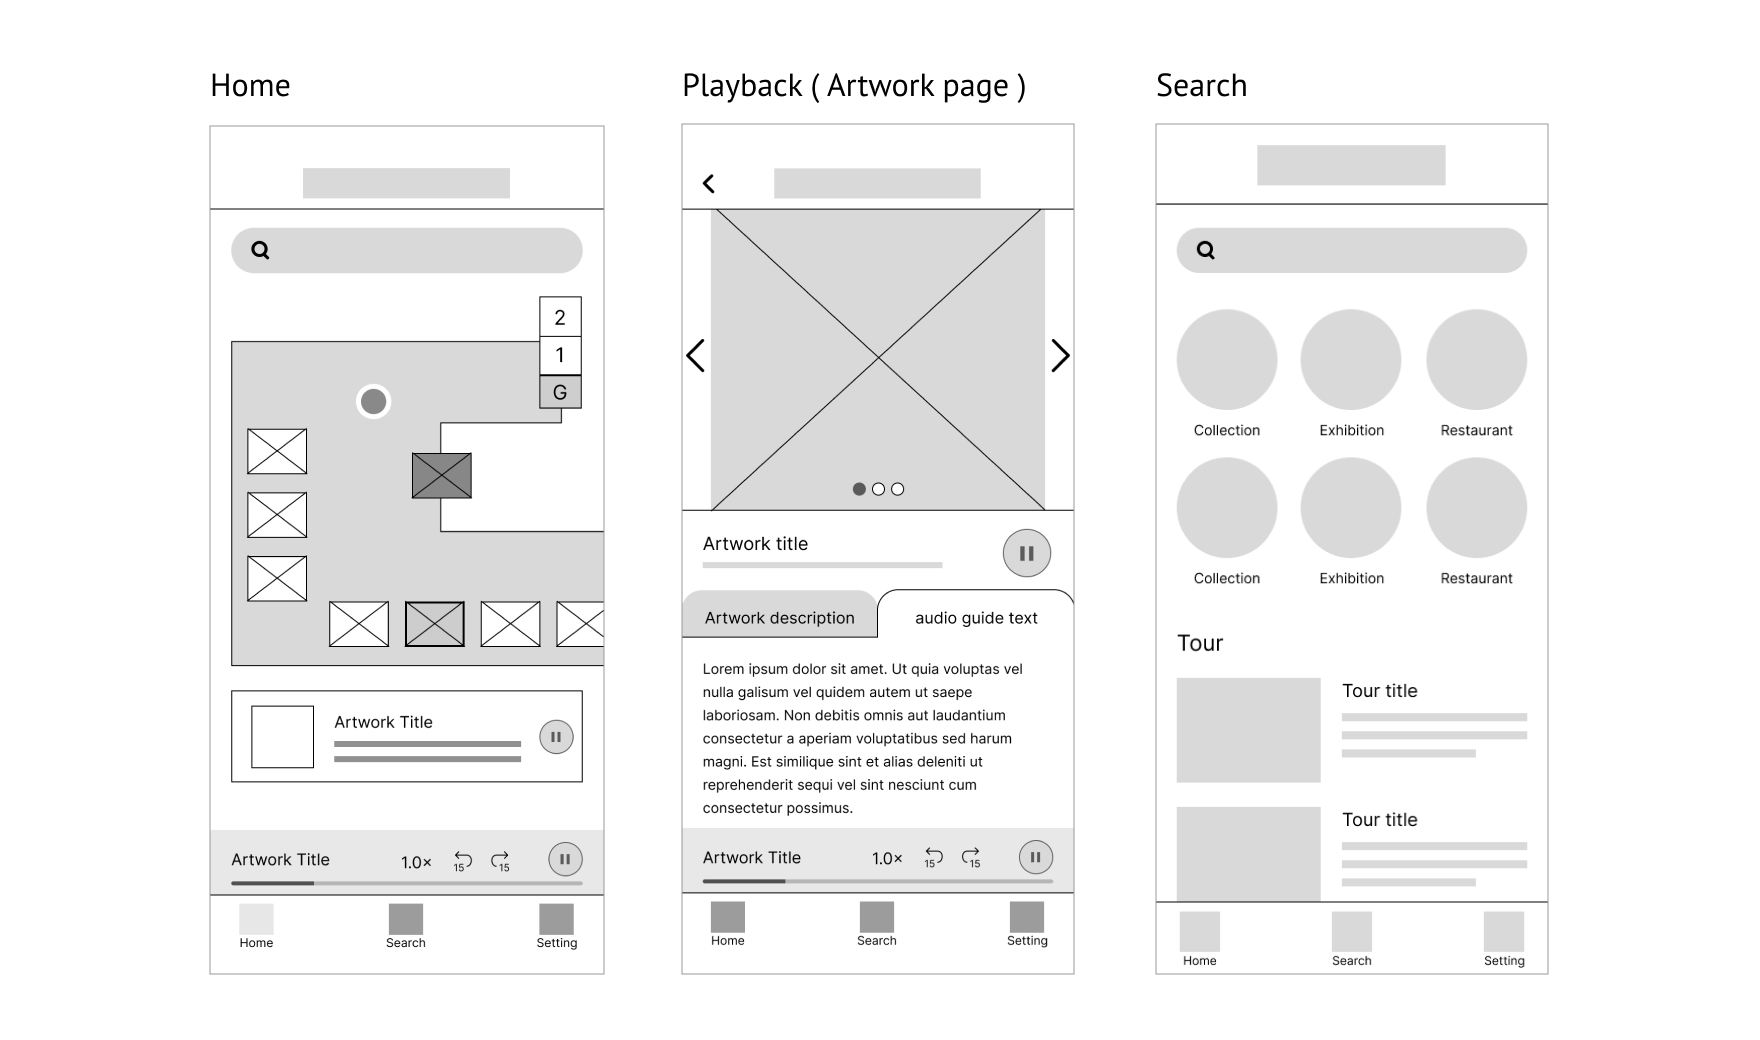 Home
2
1
G
Artwork Title
Artwork Title
1.0×
15
15
Home
Search
Setting
Playback ( Artwork page )
Artwork title
Artwork description
audio guide text
Lorem ipsum dolor sit amet. Ut quia voluptas vel
nulla galisum vel quidem autem ut saepe
laboriosam. Non debitis omnis aut laudantium
consectetur a aperiam voluptatibus sed harum
magni. Est similique sint et alias deleniti ut
reprehenderit sequi vel sint nesciunt cum
consectetur possimus.
Artwork Title
1.0×
15
15
Home
Search
Setting
Search
Collection
Exhibition
Restaurant
Collection
Exhibition
Restaurant
Tour
Tour title
Tour title
Home
Search
Setting